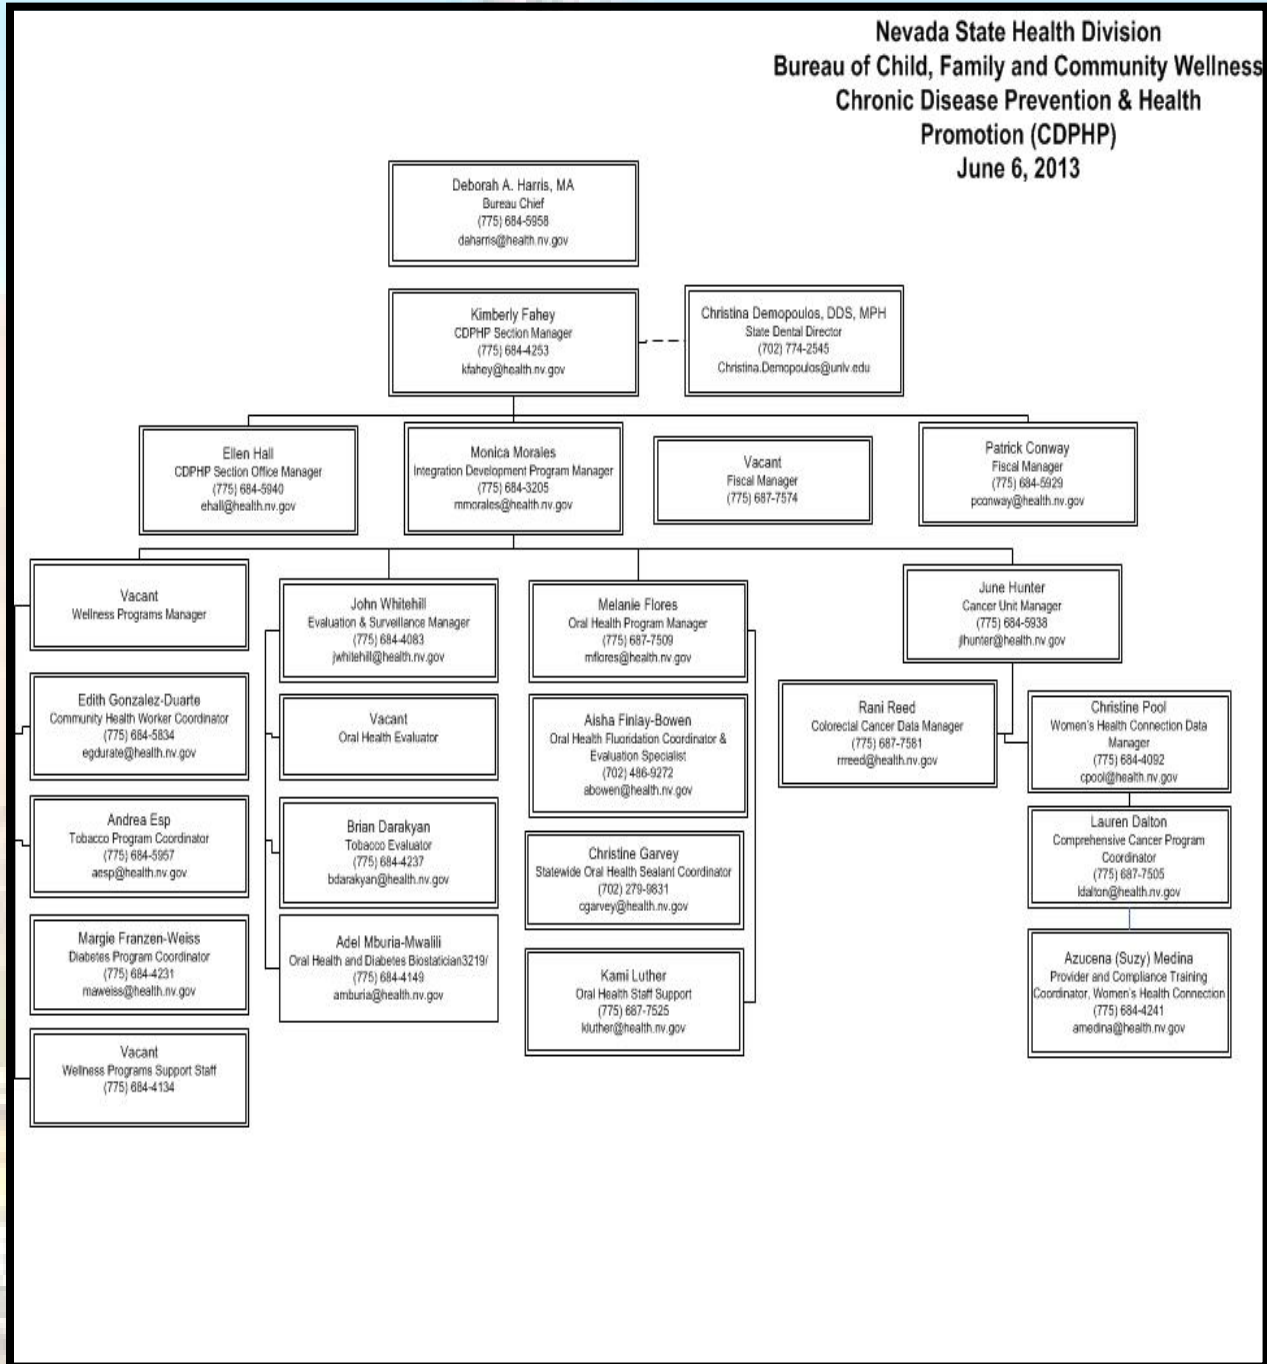 Nevada State Health Division
Bureau of Child, Family and Community Wellness
Chronic Disease Prevention & Health
Promotion (CDPHP)
June 6, 2013
Deborah A. Harris, MA
Bureau Chief
(775) 684-5958
daharris@health.nv.gov
Kimberly Fahey
CDPHP Section Manager
(775) 684-4253
kfahey@health.nv.gov
Christina Demopoulos, DDS, MPH
State Dental Director
(702) 774-2545
Christina.Demopoulos@unlv.edu
Ellen Hall
CDPHP Section Office Manager
(775) 684-5940
ehall@health.nv.gov
Monica Morales
Integration Development Program Manager
(775) 684-3205
mmorales@health.nv.gov
Vacant
Fiscal Manager
(775) 687-7574
Patrick Conway
Fiscal Manager
(775) 684-5929
pconway@health.nv.gov
Vacant
Wellness Programs Manager
Edith Gonzalez-Duarte
Community Health Worker Coordinator
(775) 684-5834
egdurate@health.nv.gov
Andrea Esp
Tobacco Program Coordinator
(775) 684-5957
aesp@health.nv.gov
Margie Franzen-Weiss
Diabetes Program Coordinator
(775) 684-4231
maweiss@health.nv.gov
Vacant
Wellness Programs Support Staff
(775) 684-4134
John Whitehill
Evaluation & Surveillance Manager
(775) 684-4083
jwhitehill@health.nv.gov
Vacant
Oral Health Evaluator
Brian Darakyan
Tobacco Evaluator
(775) 684-4237
bdarakyan@health.nv.gov
Adel Mburia-Mwalili
Oral Health and Diabetes Biostatician3219/
(775) 684-4149
amburia@health.nv.gov
Melanie Flores
Oral Health Program Manager
(775) 687-7509
mflores@health.nv.gov
Aisha Finlay-Bowen
Oral Health Fluoridation Coordinator &
Evaluation Specialist
(702) 486-9272
abowen@health.nv.gov
Christine Garvey
Statewide Oral Health Sealant Coordinator
(702) 279-9831
cgarvey@health.nv.gov
Kami Luther
Oral Health Staff Support
(775) 687-7525
kluther@health.nv.gov
June Hunter
Cancer Unit Manager
(775) 684-5938
jlhunter@health.nv.gov
Rani Reed
Colorectal Cancer Data Manager
(775) 687-7581
rrreed@health.nv.gov
Christine Pool
Women's Health Connection Data
Manager
(775) 684-4092
cpool@health.nv.gov
Lauren Dalton
Comprehensive Cancer Program
Coordinator
(775) 687-7505
ldalton@health.nv.gov
Azucena (Suzy) Medina
Provider and Compliance Training
Coordinator, Women's Health Connection
(775) 684-4241
amedina@health.nv.gov